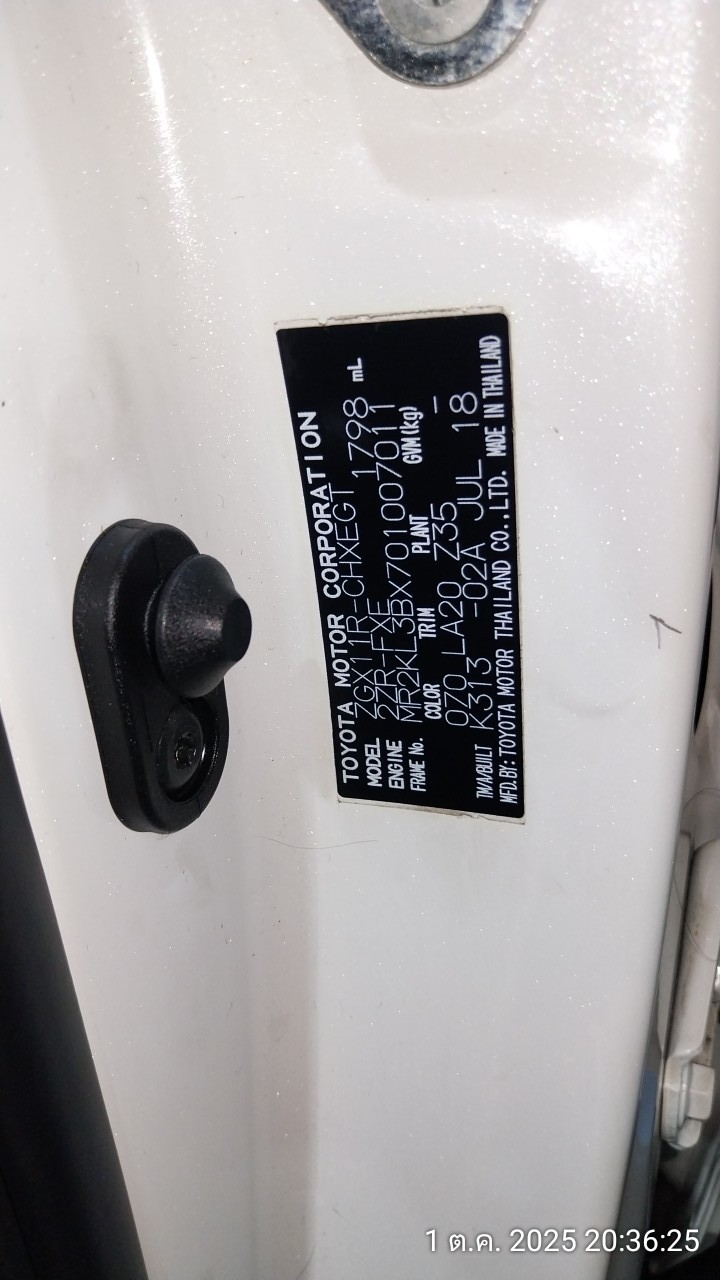 TOYOTA MOTOR CORPORATION
MODEL ZGX11R-CHXEGT 1798 mL
ENGINE 2ZR-FXE
FRAME No. MR2KL3BX701007011
COLOR TRIM PLANT GVM(kg)
070 LA20 Z35 -
TM/A/BUILT K313 -02A JUL 18
MFD.BY: TOYOTA MOTOR THAILAND CO.,LTD. MADE IN THAILAND
1 ต.ค. 2025 20:36:25